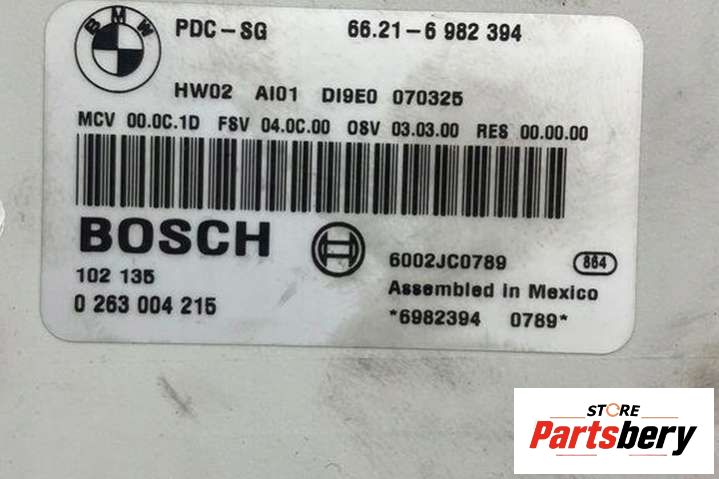 BMW
PDC-SG 66.21-6 982 394
HW02 AI01 DI9E0 070325
MCV 00.0C.1D FSV 04.0C.00 OSV 03.03.00 RES 00.00.00
BOSCH
6002JC0789 864
102 135
Assembled in Mexico
0 263 004 215
*6982394 0789*
STORE
Partsbery